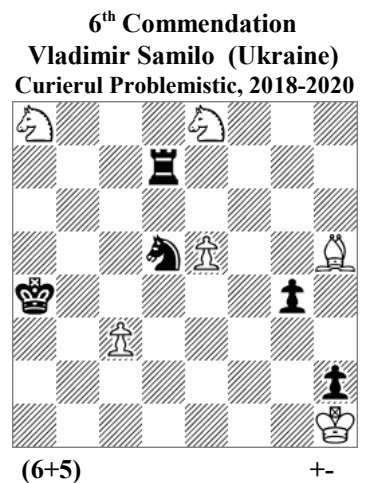 6th Commendation
Vladimir Samilo (Ukraine)
Curierul Problemistic, 2018-2020
(6+5) +-